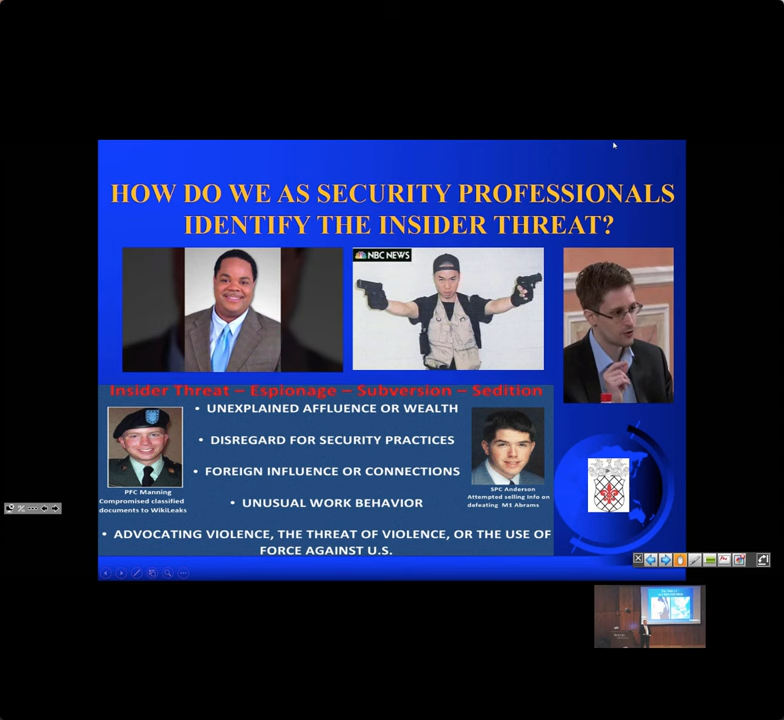 HOW DO WE AS SECURITY PROFESSIONALS
IDENTIFY THE INSIDER THREAT?
NBC NEWS
Insider Threat – Espionage – Subversion – Sedition
• UNEXPLAINED AFFLUENCE OR WEALTH
• DISREGARD FOR SECURITY PRACTICES
• FOREIGN INFLUENCE OR CONNECTIONS
PFC Manning
Compromised classified
documents to WikiLeaks
SPC Anderson
Attempted selling Info on
defeating M1 Abrams
• UNUSUAL WORK BEHAVIOR
• ADVOCATING VIOLENCE, THE THREAT OF VIOLENCE, OR THE USE OF
FORCE AGAINST U.S.